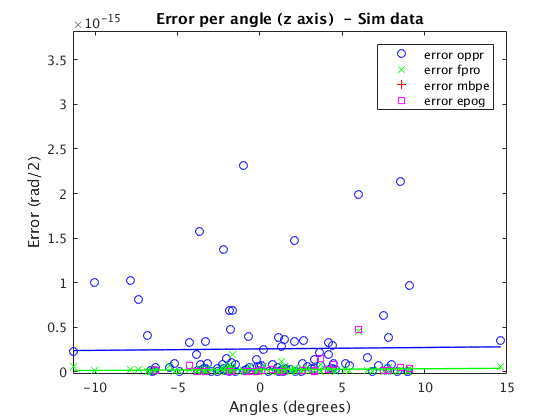 ×10⁻¹⁵
Error per angle (z axis) - Sim data
3.5
3
2.5
2
1.5
1
0.5
0
Error (rad/2)
error oppr
error fpro
error mbpe
error epog
-10
-5
0
5
10
15
Angles (degrees)